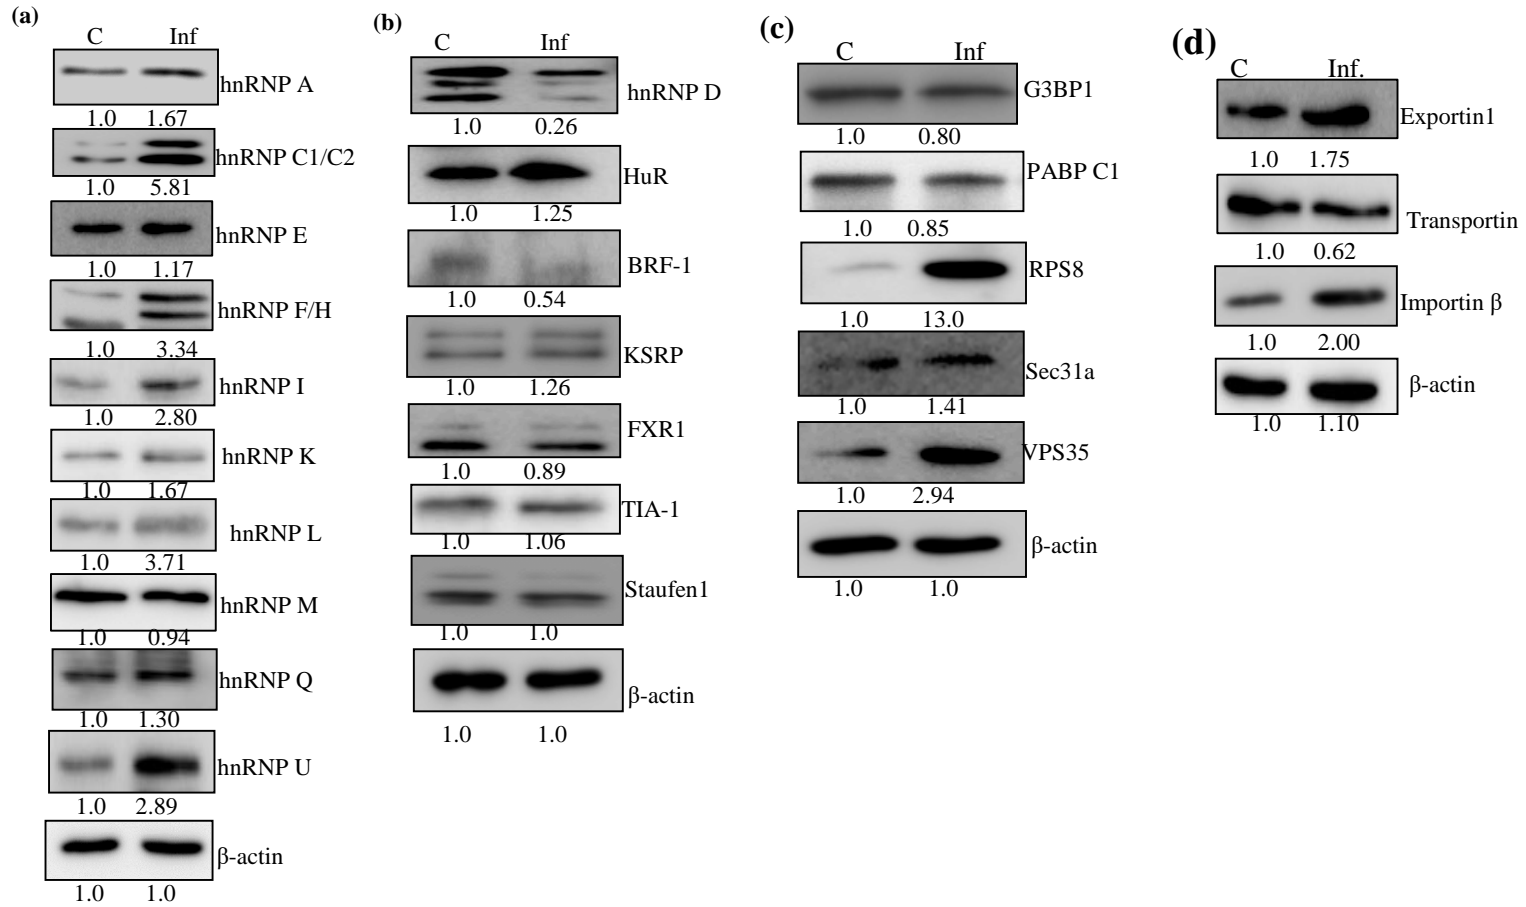 (a)
C Inf
hnRNP A
1.0 1.67
hnRNP C1/C2
1.0 5.81
hnRNP E
1.0 1.17
hnRNP F/H
1.0 3.34
hnRNP I
1.0 2.80
hnRNP K
1.0 1.67
hnRNP L
1.0 3.71
hnRNP M
1.0 0.94
hnRNP Q
1.0 1.30
hnRNP U
1.0 2.89
β-actin
1.0 1.0
(b)
C Inf
hnRNP D
1.0 0.26
HuR
1.0 1.25
BRF-1
1.0 0.54
KSRP
1.0 1.26
FXR1
1.0 0.89
TIA-1
1.0 1.06
Staufen1
1.0 1.0
β-actin
1.0 1.0
(c)
C Inf
G3BP1
1.0 0.80
PABP C1
1.0 0.85
RPS8
1.0 13.0
Sec31a
1.0 1.41
VPS35
1.0 2.94
β-actin
1.0 1.0
(d)
C Inf.
Exportin1
1.0 1.75
Transportin
1.0 0.62
Importin β
1.0 2.00
β-actin
1.0 1.10